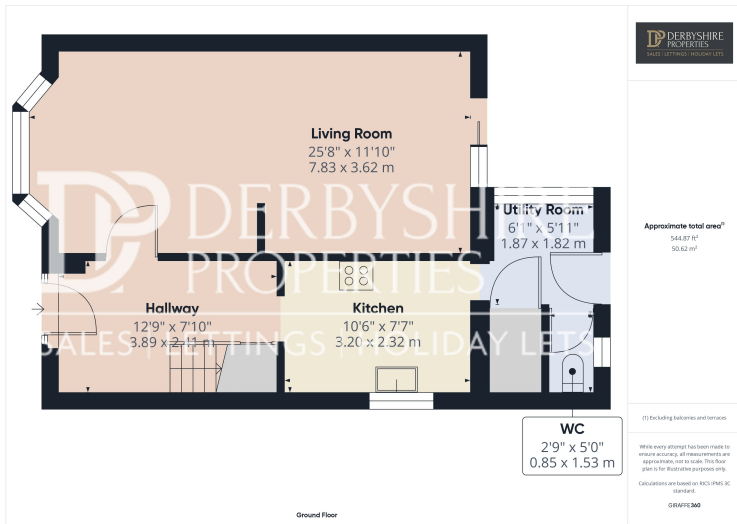 Living Room
25'8" x 11'10"
7.83 x 3.62 m
Utility Room
6'1" x 5'11"
1.87 x 1.82 m
Hallway
12'9" x 7'10"
3.89 x 2.41 m
Kitchen
10'6" x 7'7"
3.20 x 2.32 m
WC
2'9" x 5'0"
0.85 x 1.53 m
Ground Floor
DERBYSHIRE
PROPERTIES
SALES | LETTINGS | HOLIDAY LETS
DERBYSHIRE
PROPERTIES
SALES | LETTINGS | HOLIDAY LETS
Approximate total area⁽¹⁾
544.87 ft²
50.62 m²
(1) Excluding balconies and terraces
While every attempt has been made to
ensure accuracy, all measurements are
approximate, not to scale. This floor
plan is for illustrative purposes only.
Calculations are based on RICS IPMS 3C
standard.
GIRAFFE360